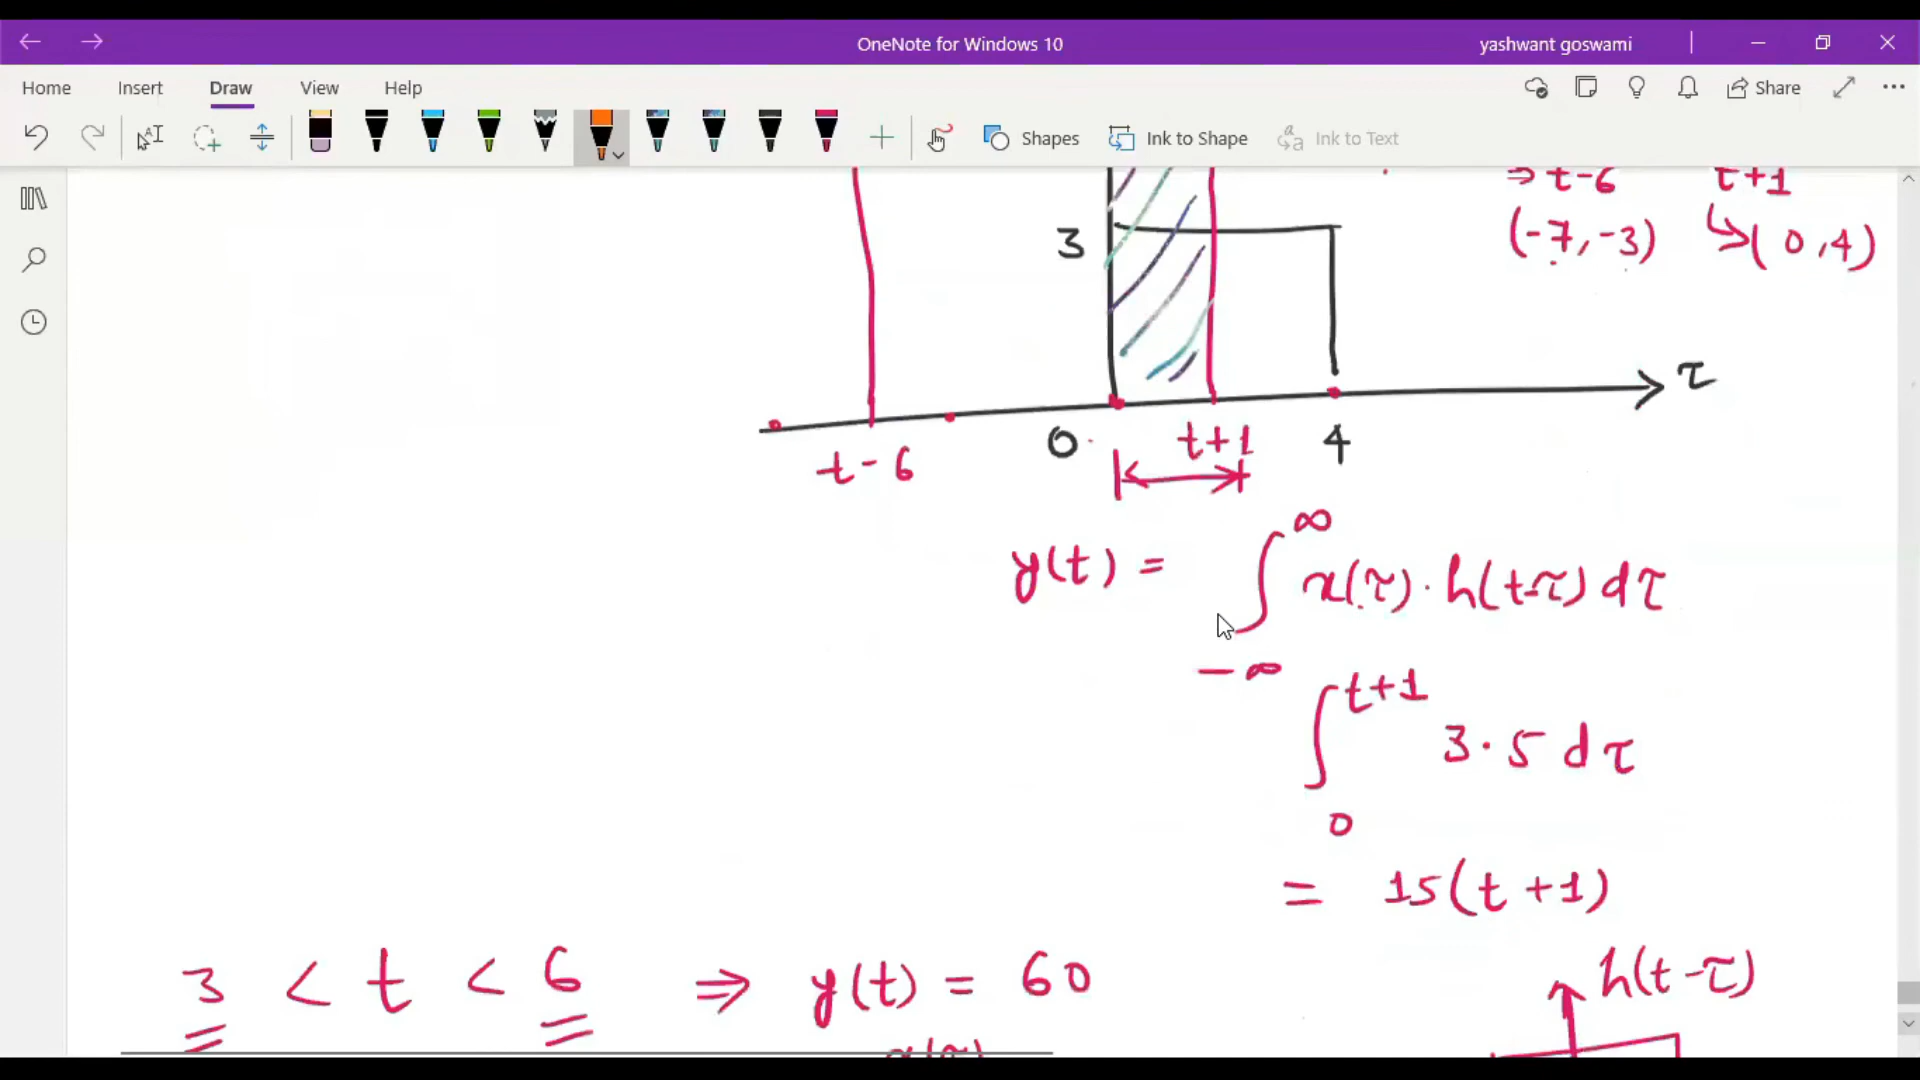 OneNote for Windows 10
yashwant goswami
Home Insert Draw View Help
Share
Shapes Ink to Shape Ink to Text
⇒ t-6 t+1
(-7, -3) ↳( 0, 4)
3
τ
0 t+1 4
t - 6
y(t) = ∫_{-∞}^{∞} x(τ) · h(t-τ) dτ
∫_{0}^{t+1} 3 · 5 dτ
= 15(t + 1)
3 < t < 6 ⇒ y(t) = 60
h(t - τ)